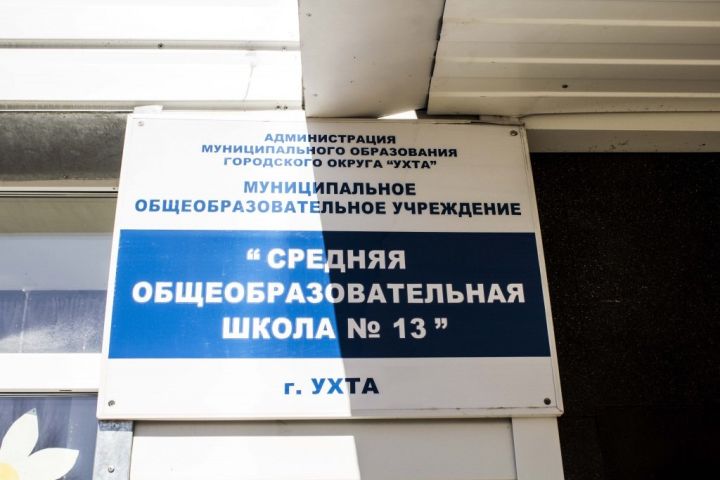 АДМИНИСТРАЦИЯ
МУНИЦИПАЛЬНОГО ОБРАЗОВАНИЯ
ГОРОДСКОГО ОКРУГА “УХТА”
МУНИЦИПАЛЬНОЕ
ОБЩЕОБРАЗОВАТЕЛЬНОЕ УЧРЕЖДЕНИЕ
“ СРЕДНЯЯ
ОБЩЕОБРАЗОВАТЕЛЬНАЯ
ШКОЛА № 13 ”
г. УХТА